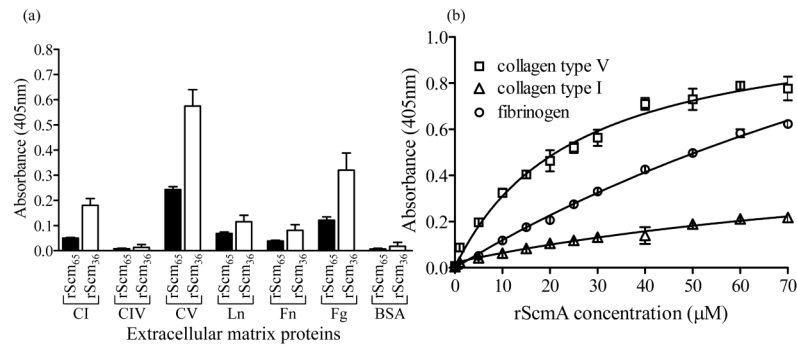 (a)
Absorbance (405nm)
0.8
0.7
0.6
0.5
0.4
0.3
0.2
0.1
0.0
rScm65 rScm36 rScm65 rScm36 rScm65 rScm36 rScm65 rScm36 rScm65 rScm36 rScm65 rScm36 rScm65 rScm36
CI CIV CV Ln Fn Fg BSA
Extracellular matrix proteins
(b)
Absorbance (405nm)
1.0
0.8
0.6
0.4
0.2
0.0
collagen type V
collagen type I
fibrinogen
0 10 20 30 40 50 60 70
rScmA concentration (μM)